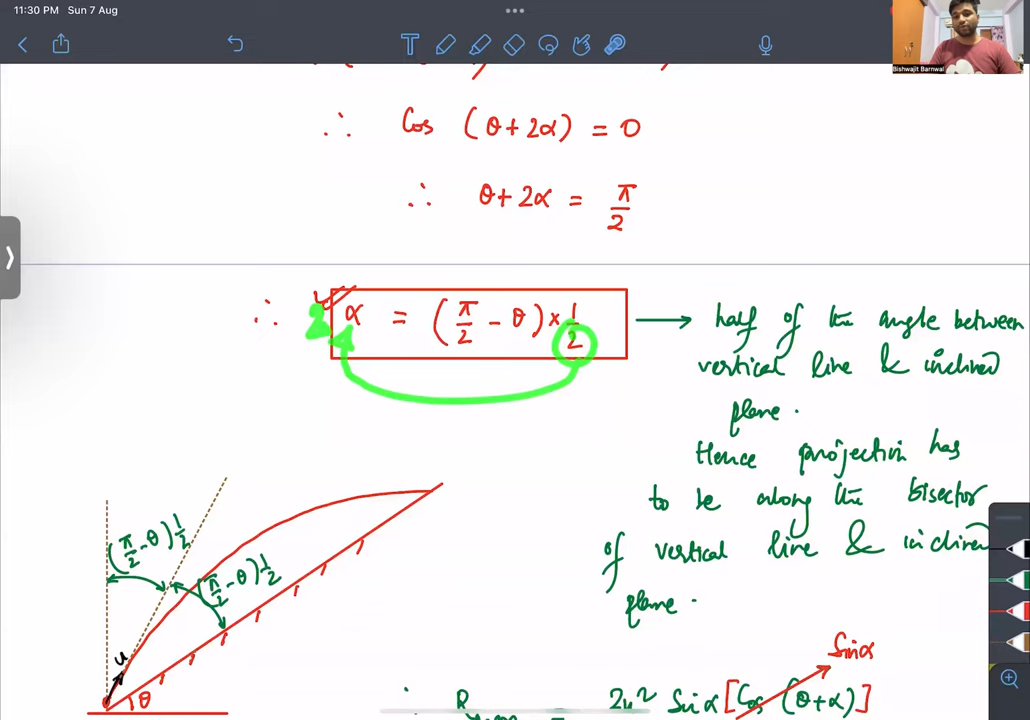 11:30 PM Sun 7 Aug
Bishwajit Barnwal
∴ Cos (θ+2α) = 0
∴ θ+2α = π/2
∴ 2 α = (π/2 - θ) × 1/2
half of the angle between
vertical line & inclined
plane.
Hence projection has
to be along the bisector
of vertical line & inclined
plane.
(π/2 - θ) 1/2
(π/2 - θ) 1/2
u
θ
Sinα
2u² Sinα [Cos (θ+α)]